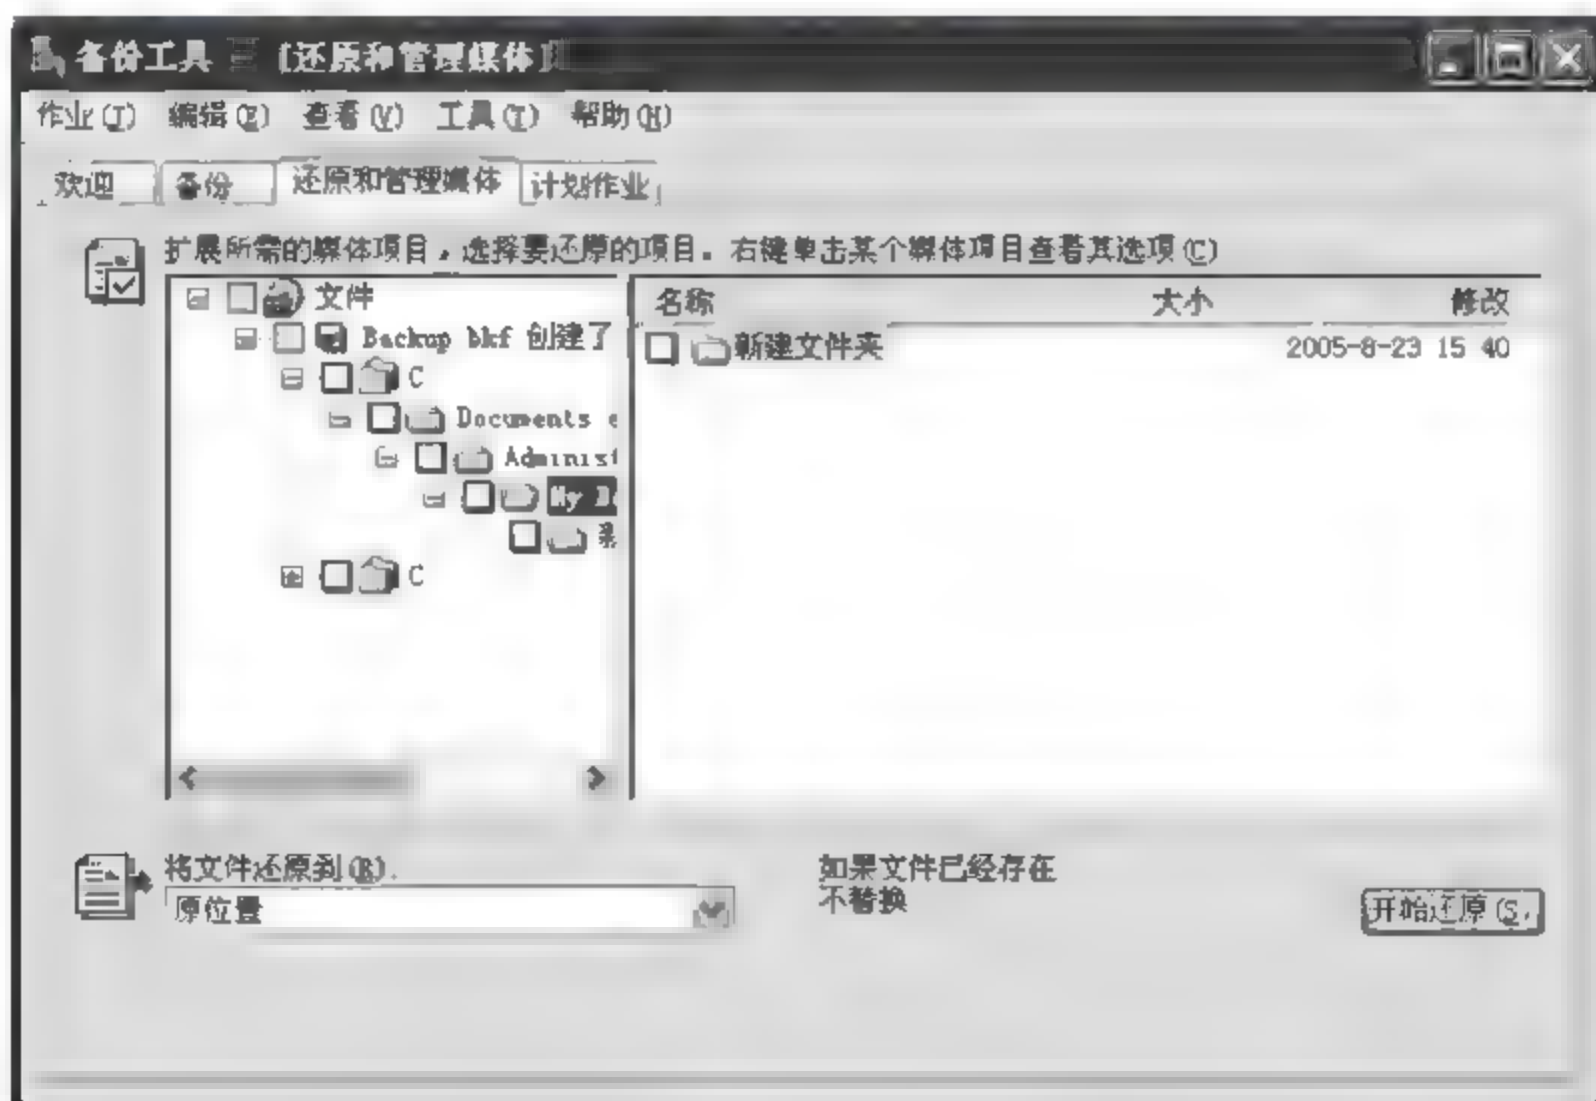 备份工具 [还原和管理媒体]
作业(J) 编辑(E) 查看(V) 工具(T) 帮助(H)
欢迎 备份 还原和管理媒体 计划作业
扩展所需的媒体项目，选择要还原的项目。右键单击某个媒体项目查看其选项(C)
文件
Backup bkf 创建了
C
Documents
Administ
My D
C
名称 大小 修改
新建文件夹 2005-8-23 15 40
将文件还原到(R).
原位置
如果文件已经存在
不替换
开始还原(S)